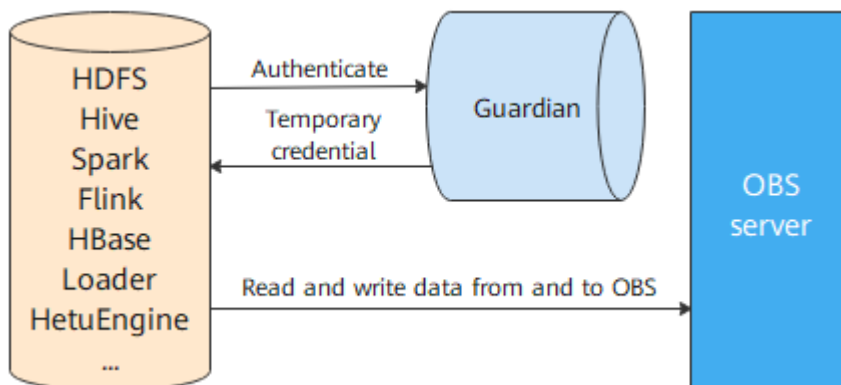 HDFS
Hive
Spark
Flink
HBase
Loader
HetuEngine
...
Authenticate
Temporary
credential
Guardian
Read and write data from and to OBS
OBS
server